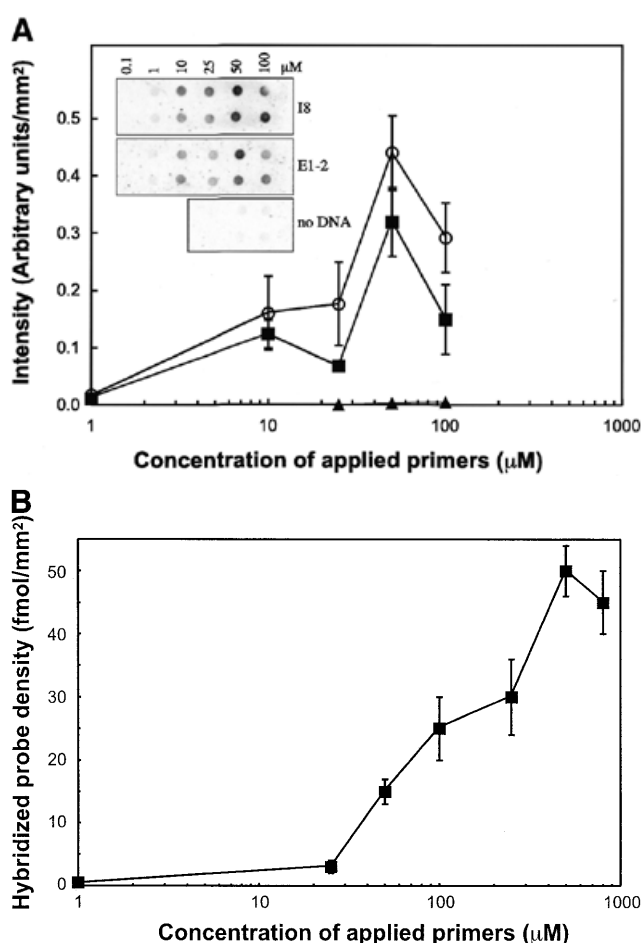 A
0.1 1 10 25 50 100 μM
I8
E1-2
no DNA
Intensity (Arbitrary units/mm²)
0.5
0.4
0.3
0.2
0.1
0.0
1 10 100 1000
Concentration of applied primers (μM)
B
Hybridized probe density (fmol/mm²)
50
40
30
20
10
0
1 10 100 1000
Concentration of applied primers (μM)